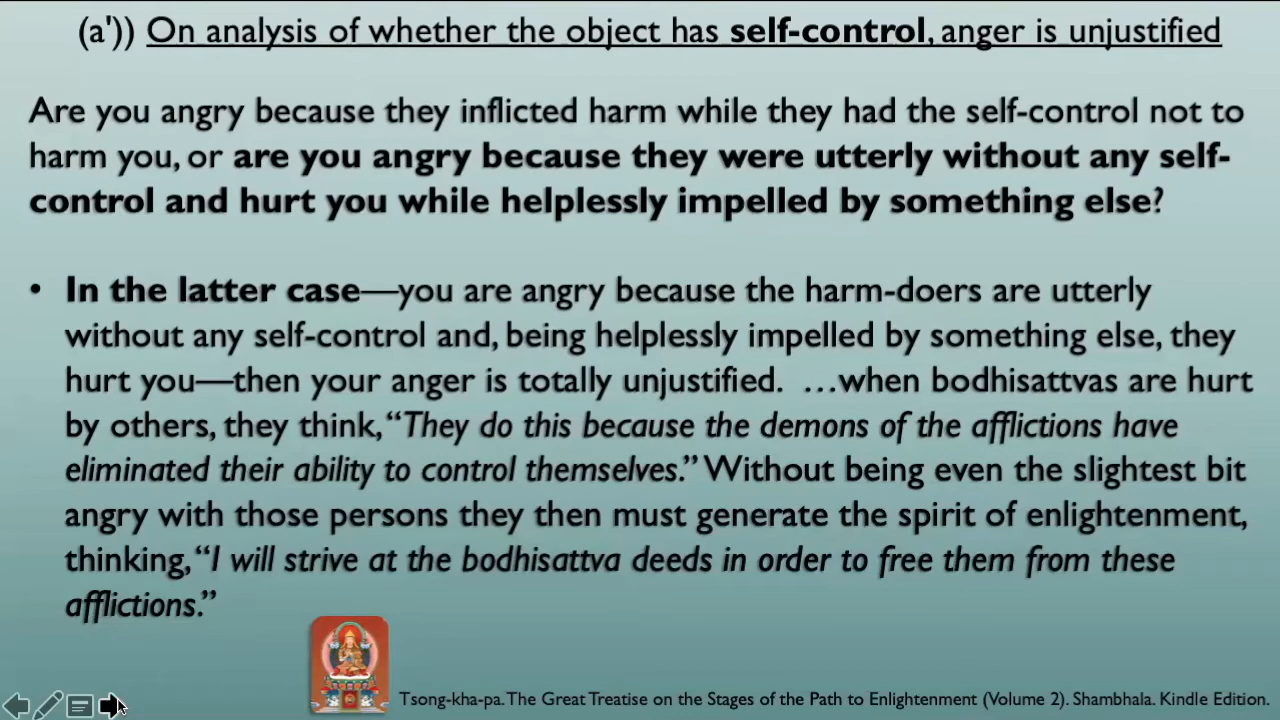 (a')) On analysis of whether the object has self-control, anger is unjustified
Are you angry because they inflicted harm while they had the self-control not to
harm you, or are you angry because they were utterly without any self-
control and hurt you while helplessly impelled by something else?
• In the latter case—you are angry because the harm-doers are utterly
without any self-control and, being helplessly impelled by something else, they
hurt you—then your anger is totally unjustified. …when bodhisattvas are hurt
by others, they think, “They do this because the demons of the afflictions have
eliminated their ability to control themselves.” Without being even the slightest bit
angry with those persons they then must generate the spirit of enlightenment,
thinking, “I will strive at the bodhisattva deeds in order to free them from these
afflictions.”
Tsong-kha-pa. The Great Treatise on the Stages of the Path to Enlightenment (Volume 2). Shambhala. Kindle Edition.